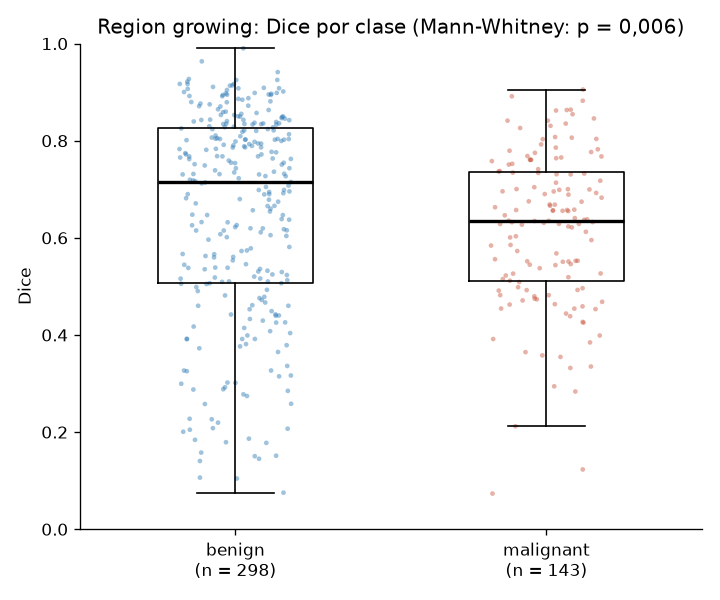 Region growing: Dice por clase (Mann-Whitney: p = 0,006)
1.0
0.8
0.6
0.4
0.2
0.0
Dice
benign
(n = 298)
malignant
(n = 143)